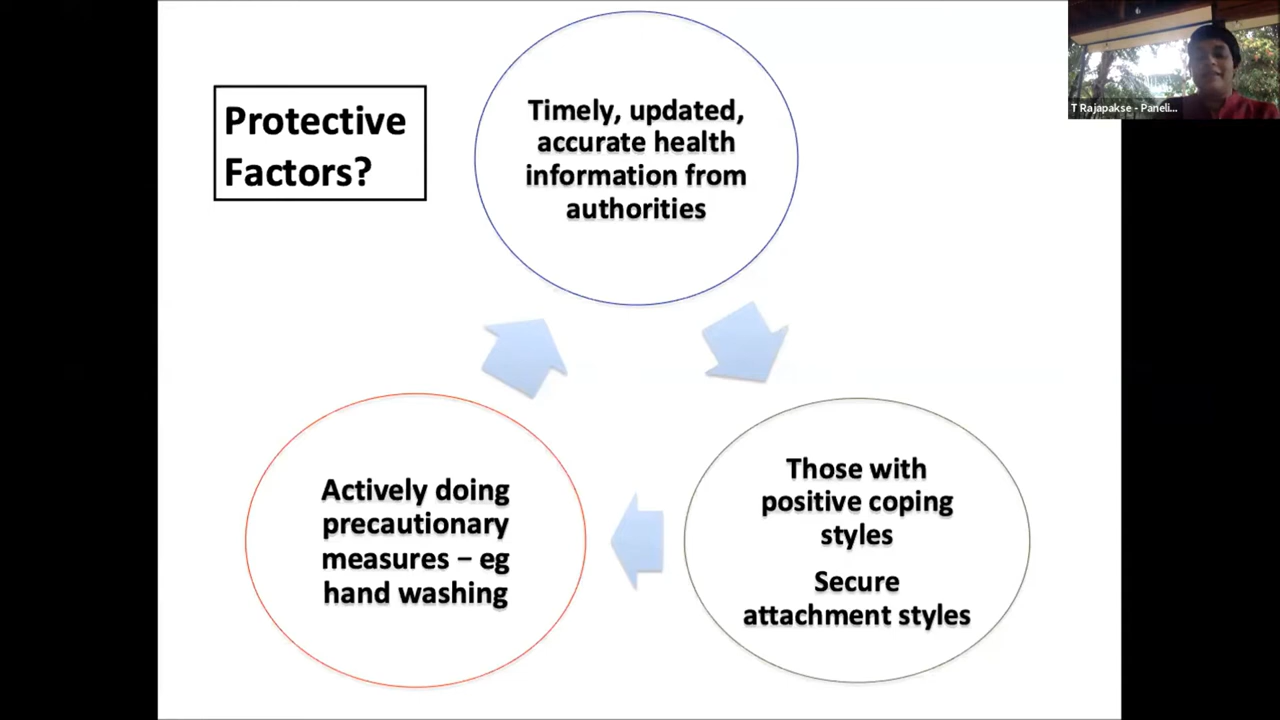 Protective
Factors?
Timely, updated,
accurate health
information from
authorities
T Rajapakse - Paneli...
Those with
positive coping
styles
Secure
attachment styles
Actively doing
precautionary
measures – eg
hand washing